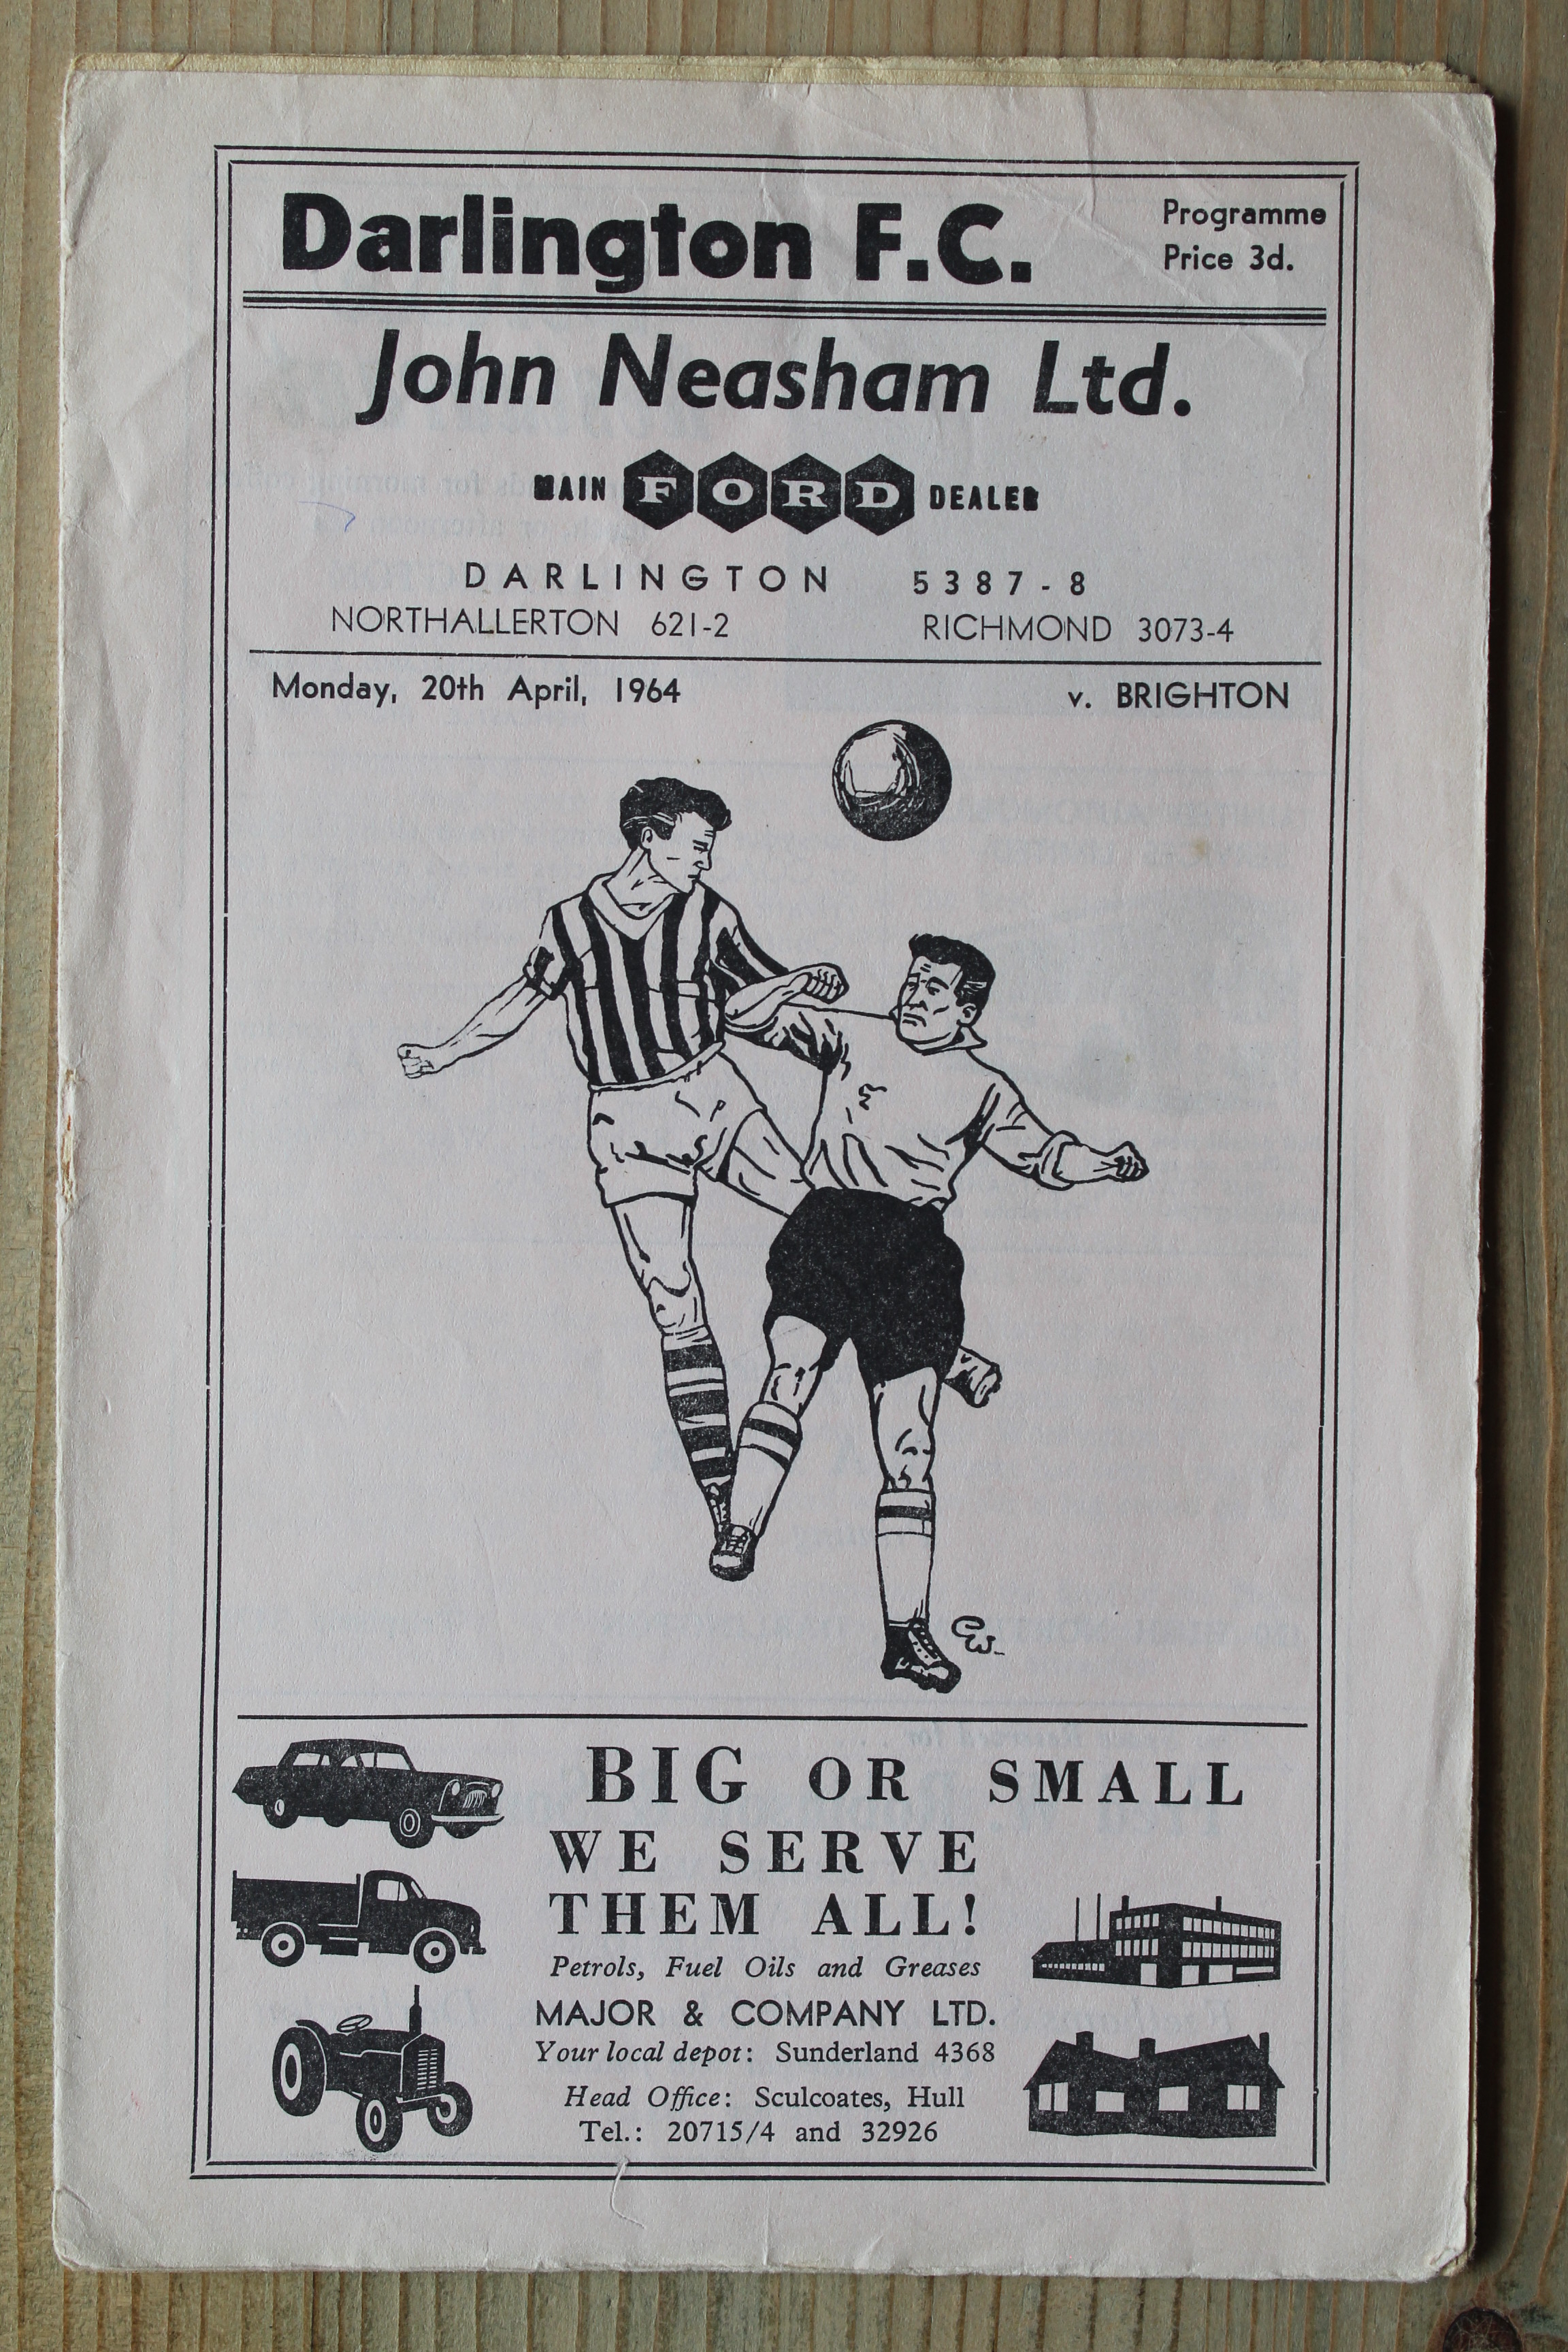 Darlington F.C.
Programme
Price 3d.
John Neasham Ltd.
MAIN FORD DEALER
DARLINGTON 5387-8
NORTHALLERTON 621-2 RICHMOND 3073-4
Monday, 20th April, 1964 v. BRIGHTON
CW.
BIG OR SMALL
WE SERVE
THEM ALL!
Petrols, Fuel Oils and Greases
MAJOR & COMPANY LTD.
Your local depot: Sunderland 4368
Head Office: Sculcoates, Hull
Tel.: 20715/4 and 32926